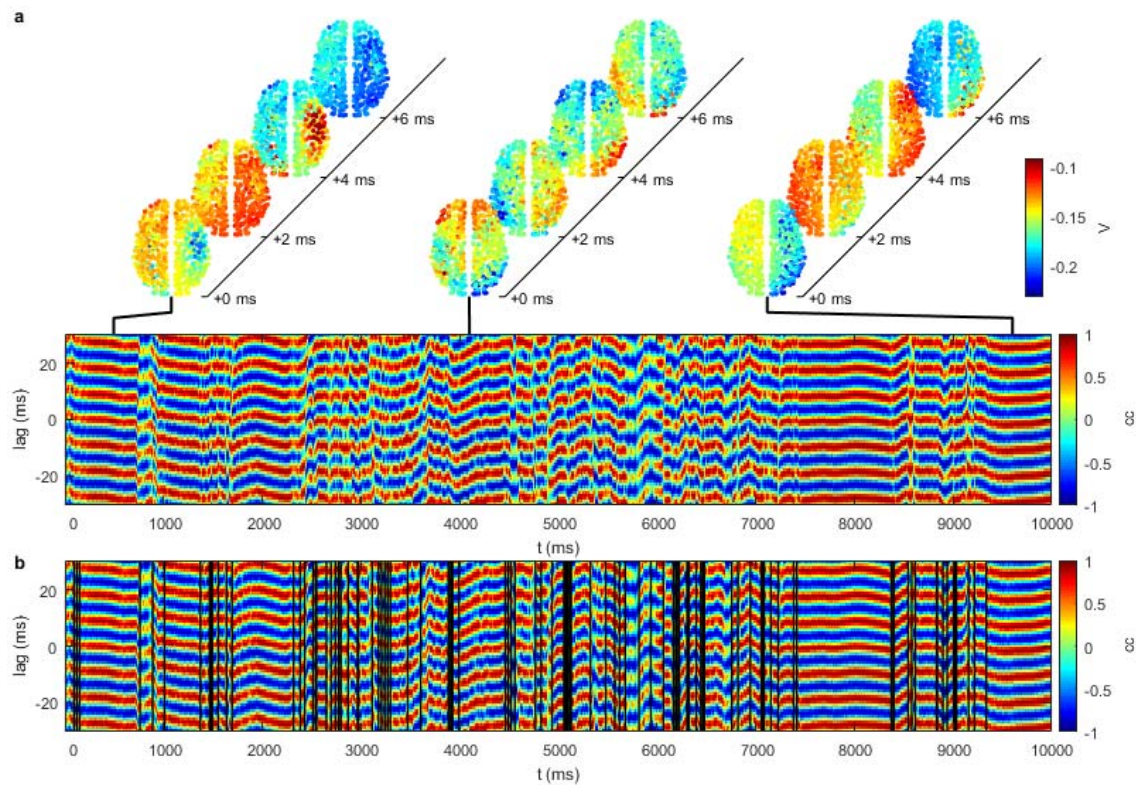 a
+6 ms +6 ms +6 ms
+4 ms +4 ms +4 ms
+2 ms +2 ms +2 ms
+0 ms +0 ms +0 ms
-0.1
-0.15
-0.2
V
20
0
-20
lag (ms)
0 1000 2000 3000 4000 5000 6000 7000 8000 9000 10000
t (ms)
1
0.5
0
-0.5
-1
cc
b
20
0
-20
lag (ms)
0 1000 2000 3000 4000 5000 6000 7000 8000 9000 10000
t (ms)
1
0.5
0
-0.5
-1
cc